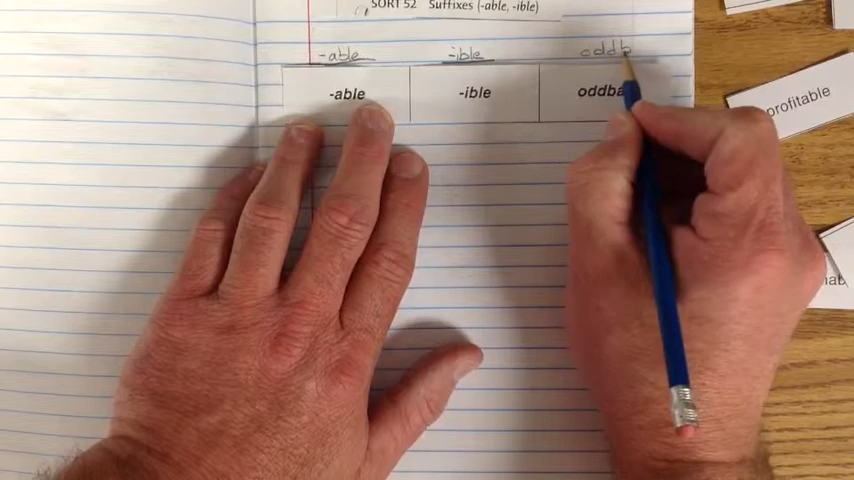 SORT 52 Suffixes (-able, -ible)
-able -ible oddb
-able -ible oddba
profitable